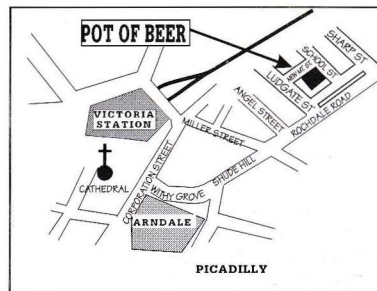 POT OF BEER
SHARP ST
SCHOOL ST
NEW MT. ST.
LUDGATE ST
ANGEL STREET
ROCHDALE ROAD
VICTORIA
STATION
MILLER STREET
CORPORATION STREET
SHUDE HILL
CATHEDRAL
WITHY GROVE
ARNDALE
PICADILLY